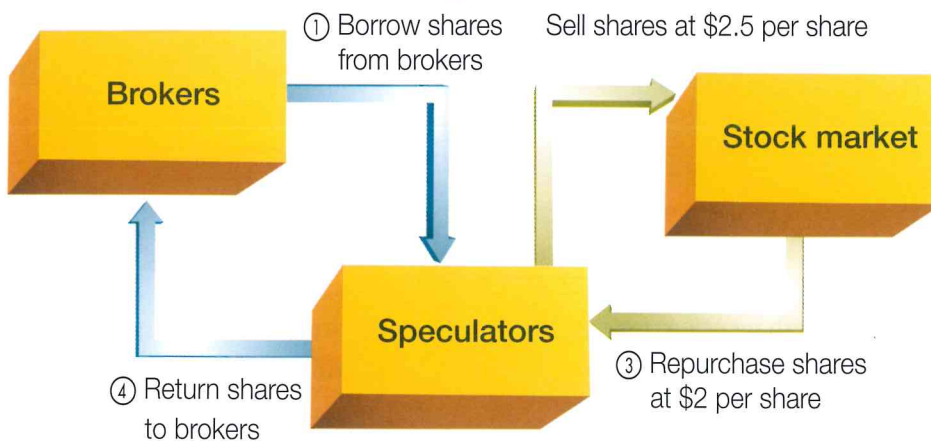 ① Borrow shares
from brokers
Sell shares at $2.5 per share
Brokers
Stock market
Speculators
③ Repurchase shares
at $2 per share
④ Return shares
to brokers